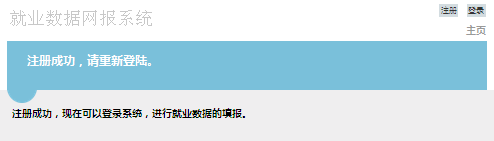 就业数据网报系统
注册 登录
主页
注册成功，请重新登陆。
注册成功，现在可以登录系统，进行就业数据的填报。